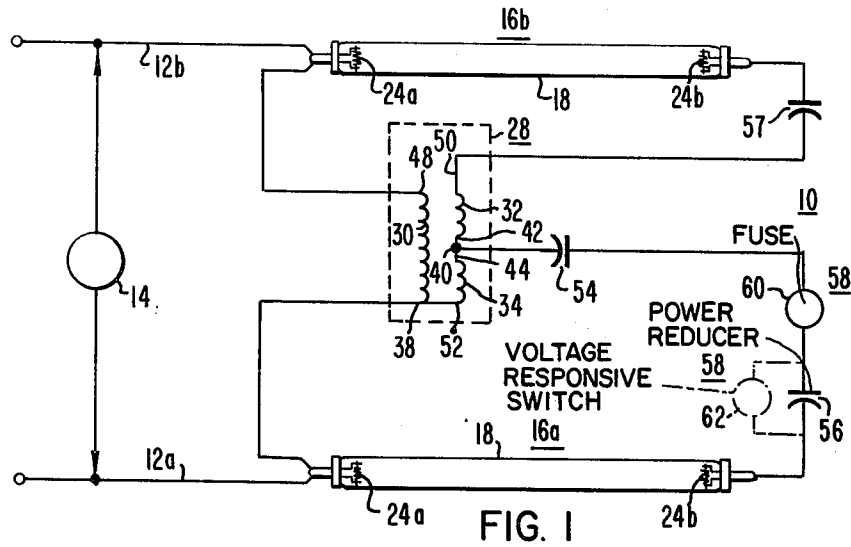 16b
12b
24a
24b
18
57
28
50
48
10
32
30
42
FUSE
14
40
44
54
60
58
34
POWER
REDUCER
38
52
VOLTAGE
RESPONSIVE
SWITCH
58
62
56
16a
18
12a
24a
24b
FIG. 1